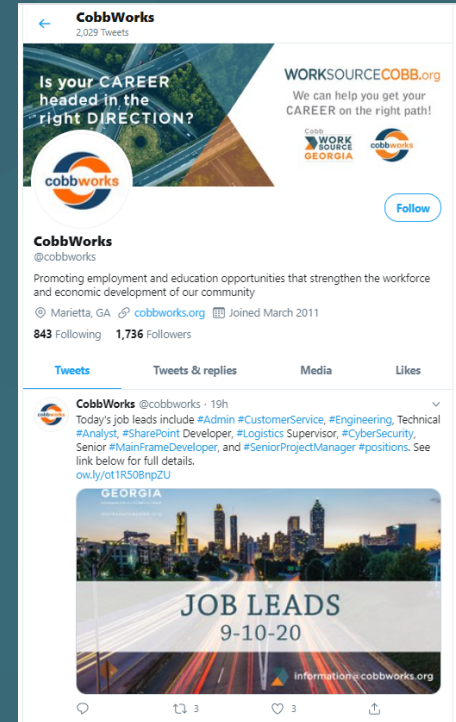 CobbWorks
2,029 Tweets
Is your CAREER
headed in the
right DIRECTION?
WORKSOURCECOBB.org
We can help you get your
CAREER on the right path!
Cobb
WORK
SOURCE
GEORGIA
cobbworks
cobbworks
Follow
CobbWorks
@cobbworks
Promoting employment and education opportunities that strengthen the workforce
and economic development of our community
Marietta, GA cobbworks.org Joined March 2011
843 Following 1,736 Followers
Tweets Tweets & replies Media Likes
CobbWorks @cobbworks · 19h
Today's job leads include #Admin #CustomerService, #Engineering, Technical
#Analyst, #SharePoint Developer, #Logistics Supervisor, #CyberSecurity,
Senior #MainFrameDeveloper, and #SeniorProjectManager #positions. See
link below for full details.
ow.ly/ot1R50BnpZU
GEORGIA
JOB LEADS
9-10-20
information@cobbworks.org
3 3